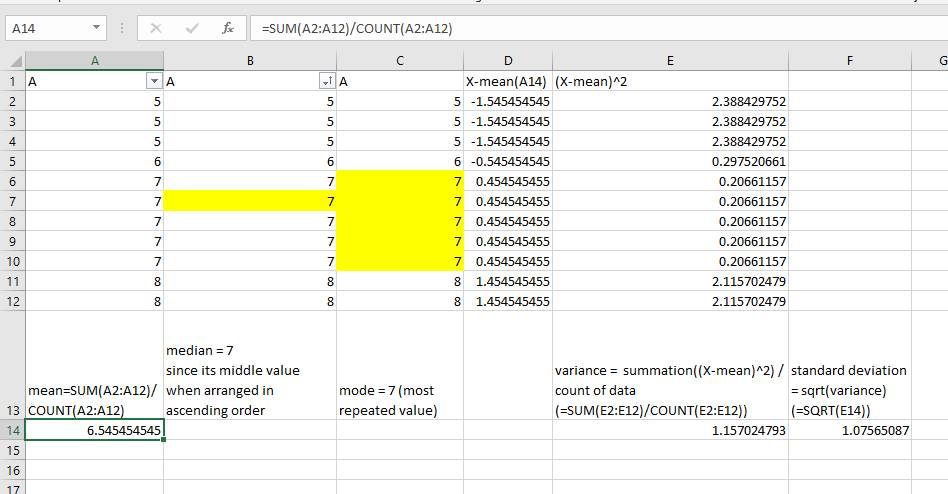 A14 fx =SUM(A2:A12)/COUNT(A2:A12)
A B C D E F G
1 A A A X-mean(A14) (X-mean)^2
2 5 5 5 -1.545454545 2.388429752
3 5 5 5 -1.545454545 2.388429752
4 5 5 5 -1.545454545 2.388429752
5 6 6 6 -0.545454545 0.297520661
6 7 7 7 0.454545455 0.20661157
7 7 7 7 0.454545455 0.20661157
8 7 7 7 0.454545455 0.20661157
9 7 7 7 0.454545455 0.20661157
10 7 7 7 0.454545455 0.20661157
11 8 8 8 1.454545455 2.115702479
12 8 8 8 1.454545455 2.115702479
13
mean=SUM(A2:A12)/
COUNT(A2:A12)
median = 7
since its middle value
when arranged in
ascending order
mode = 7 (most
repeated value)
variance = summation((X-mean)^2) /
count of data
(=SUM(E2:E12)/COUNT(E2:E12))
standard deviation
= sqrt(variance)
(=SQRT(E14))
14 6.545454545 1.157024793 1.07565087
15
16
17